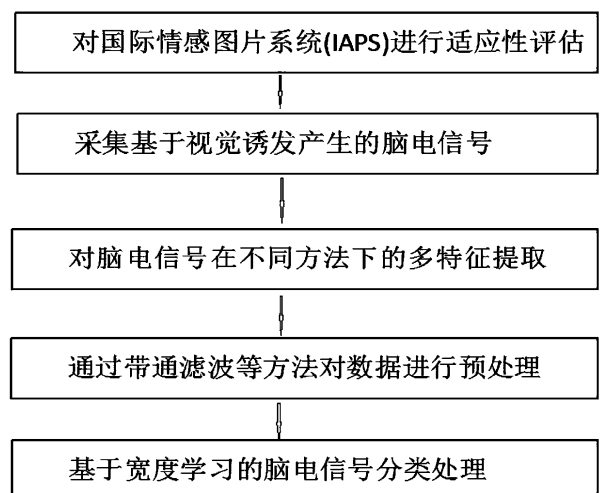 对国际情感图片系统(IAPS)进行适应性评估
采集基于视觉诱发产生的脑电信号
对脑电信号在不同方法下的多特征提取
通过带通滤波等方法对数据进行预处理
基于宽度学习的脑电信号分类处理